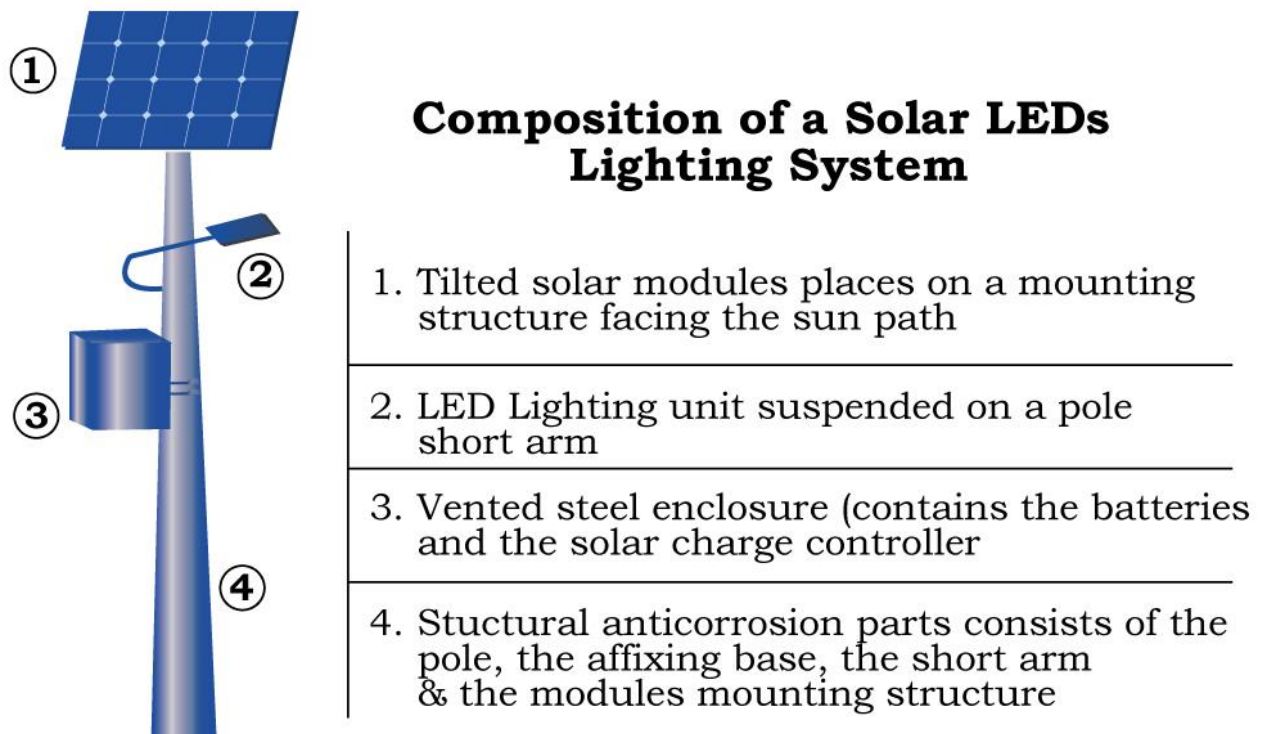 ①
Composition of a Solar LEDs
Lighting System
②
1. Tilted solar modules places on a mounting
structure facing the sun path
2. LED Lighting unit suspended on a pole
short arm
③
3. Vented steel enclosure (contains the batteries
and the solar charge controller
④
4. Stuctural anticorrosion parts consists of the
pole, the affixing base, the short arm
& the modules mounting structure